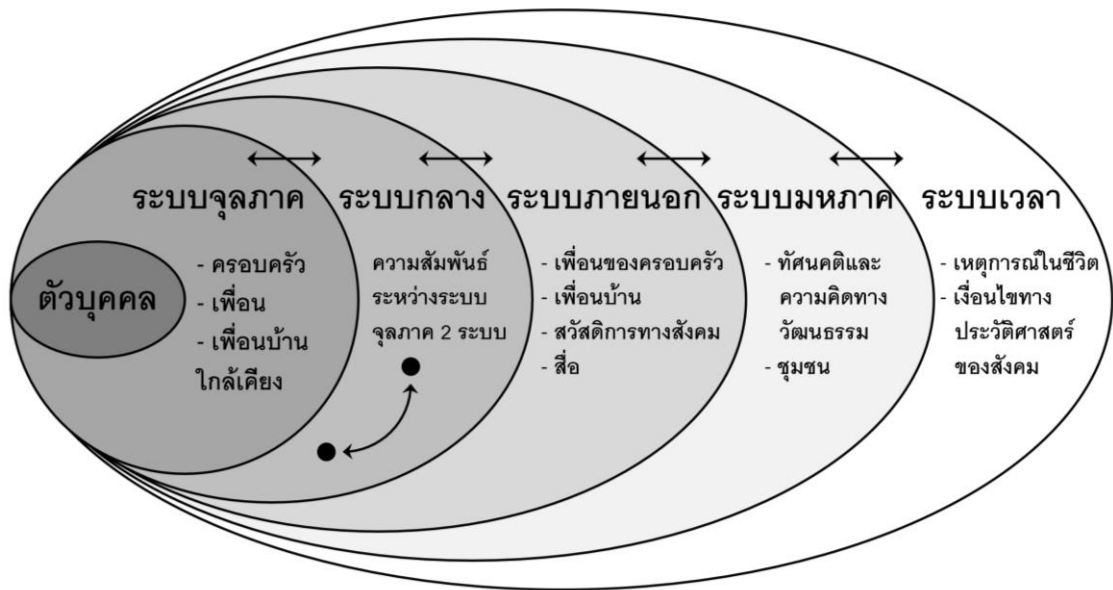 ตัวบุคคล
ระบบจุลภาค
- ครอบครัว
- เพื่อน
- เพื่อนบ้าน
ใกล้เคียง
ระบบกลาง
ความสัมพันธ์
ระหว่างระบบ
จุลภาค 2 ระบบ
ระบบภายนอก
- เพื่อนของครอบครัว
- เพื่อนบ้าน
- สวัสดิการทางสังคม
- สื่อ
ระบบมหภาค
- ทัศนคติและ
ความคิดทาง
วัฒนธรรม
- ชุมชน
ระบบเวลา
- เหตุการณ์ในชีวิต
- เงื่อนไขทาง
ประวัติศาสตร์
ของสังคม